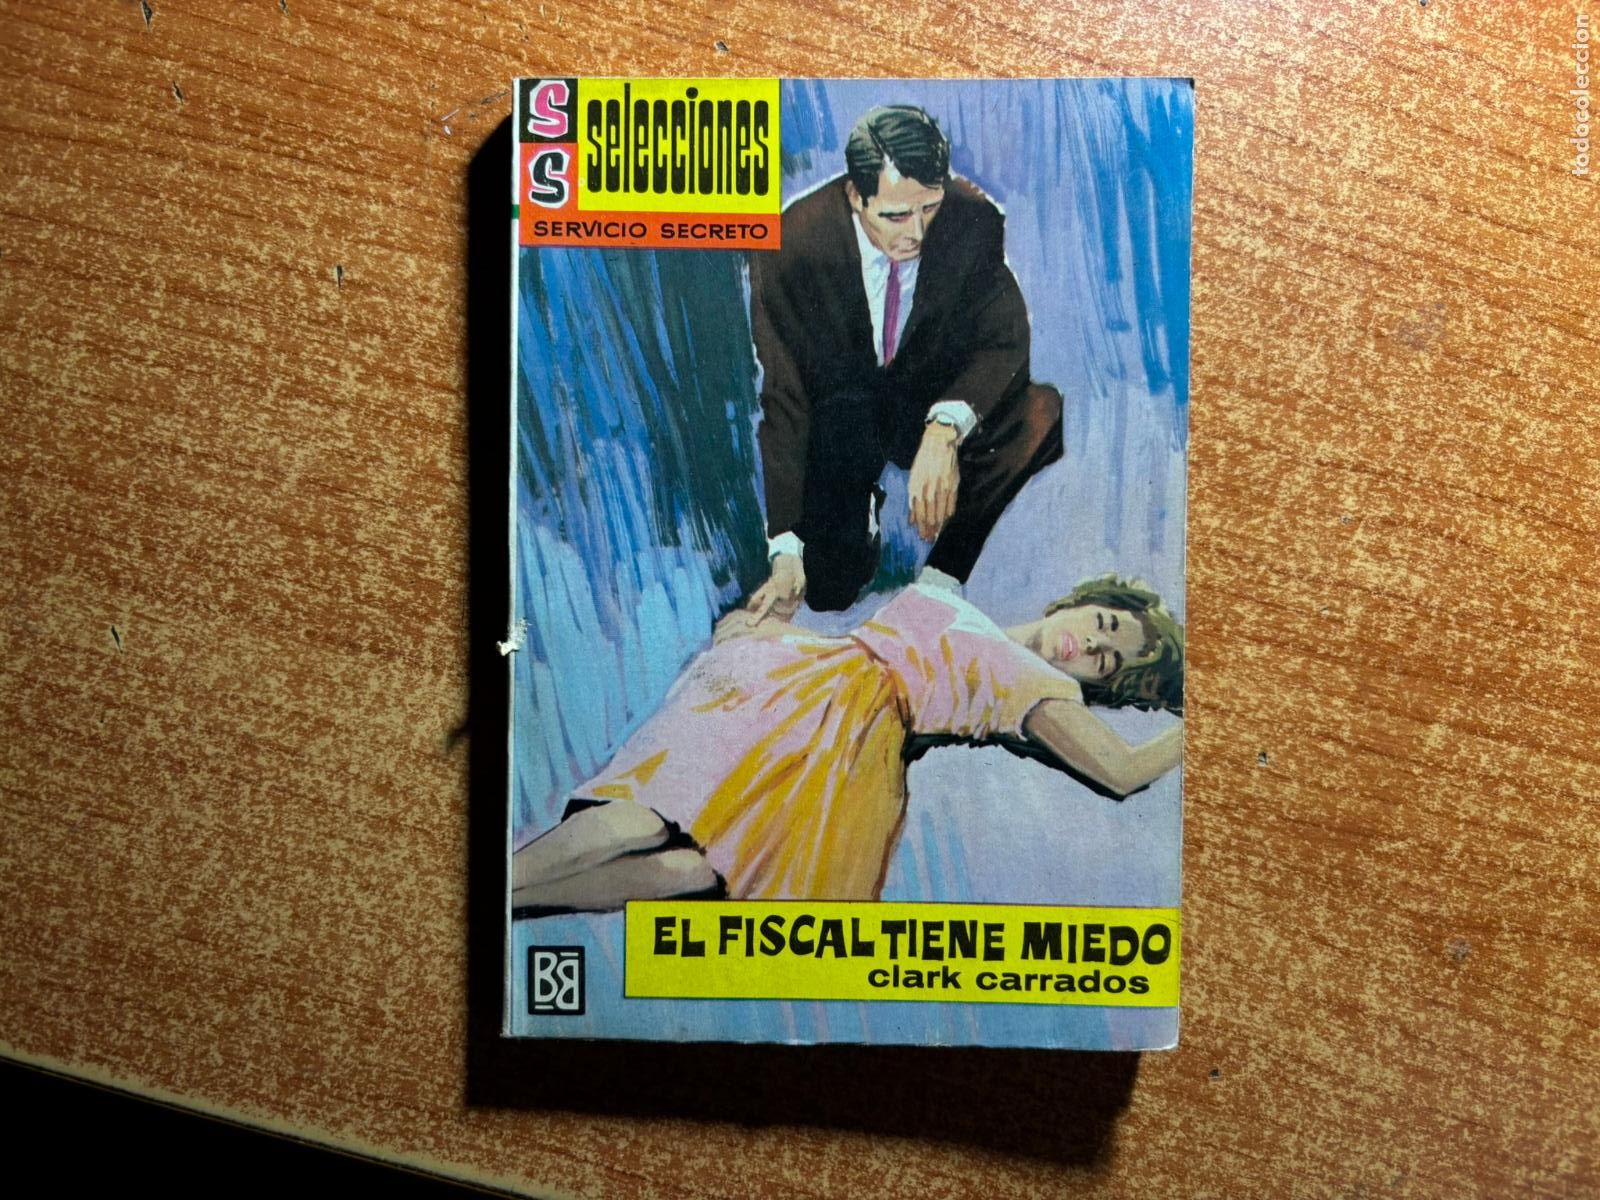 S
S
selecciones
SERVICIO SECRETO
EL FISCAL TIENE MIEDO
clark carrados
BB
todocoleccion